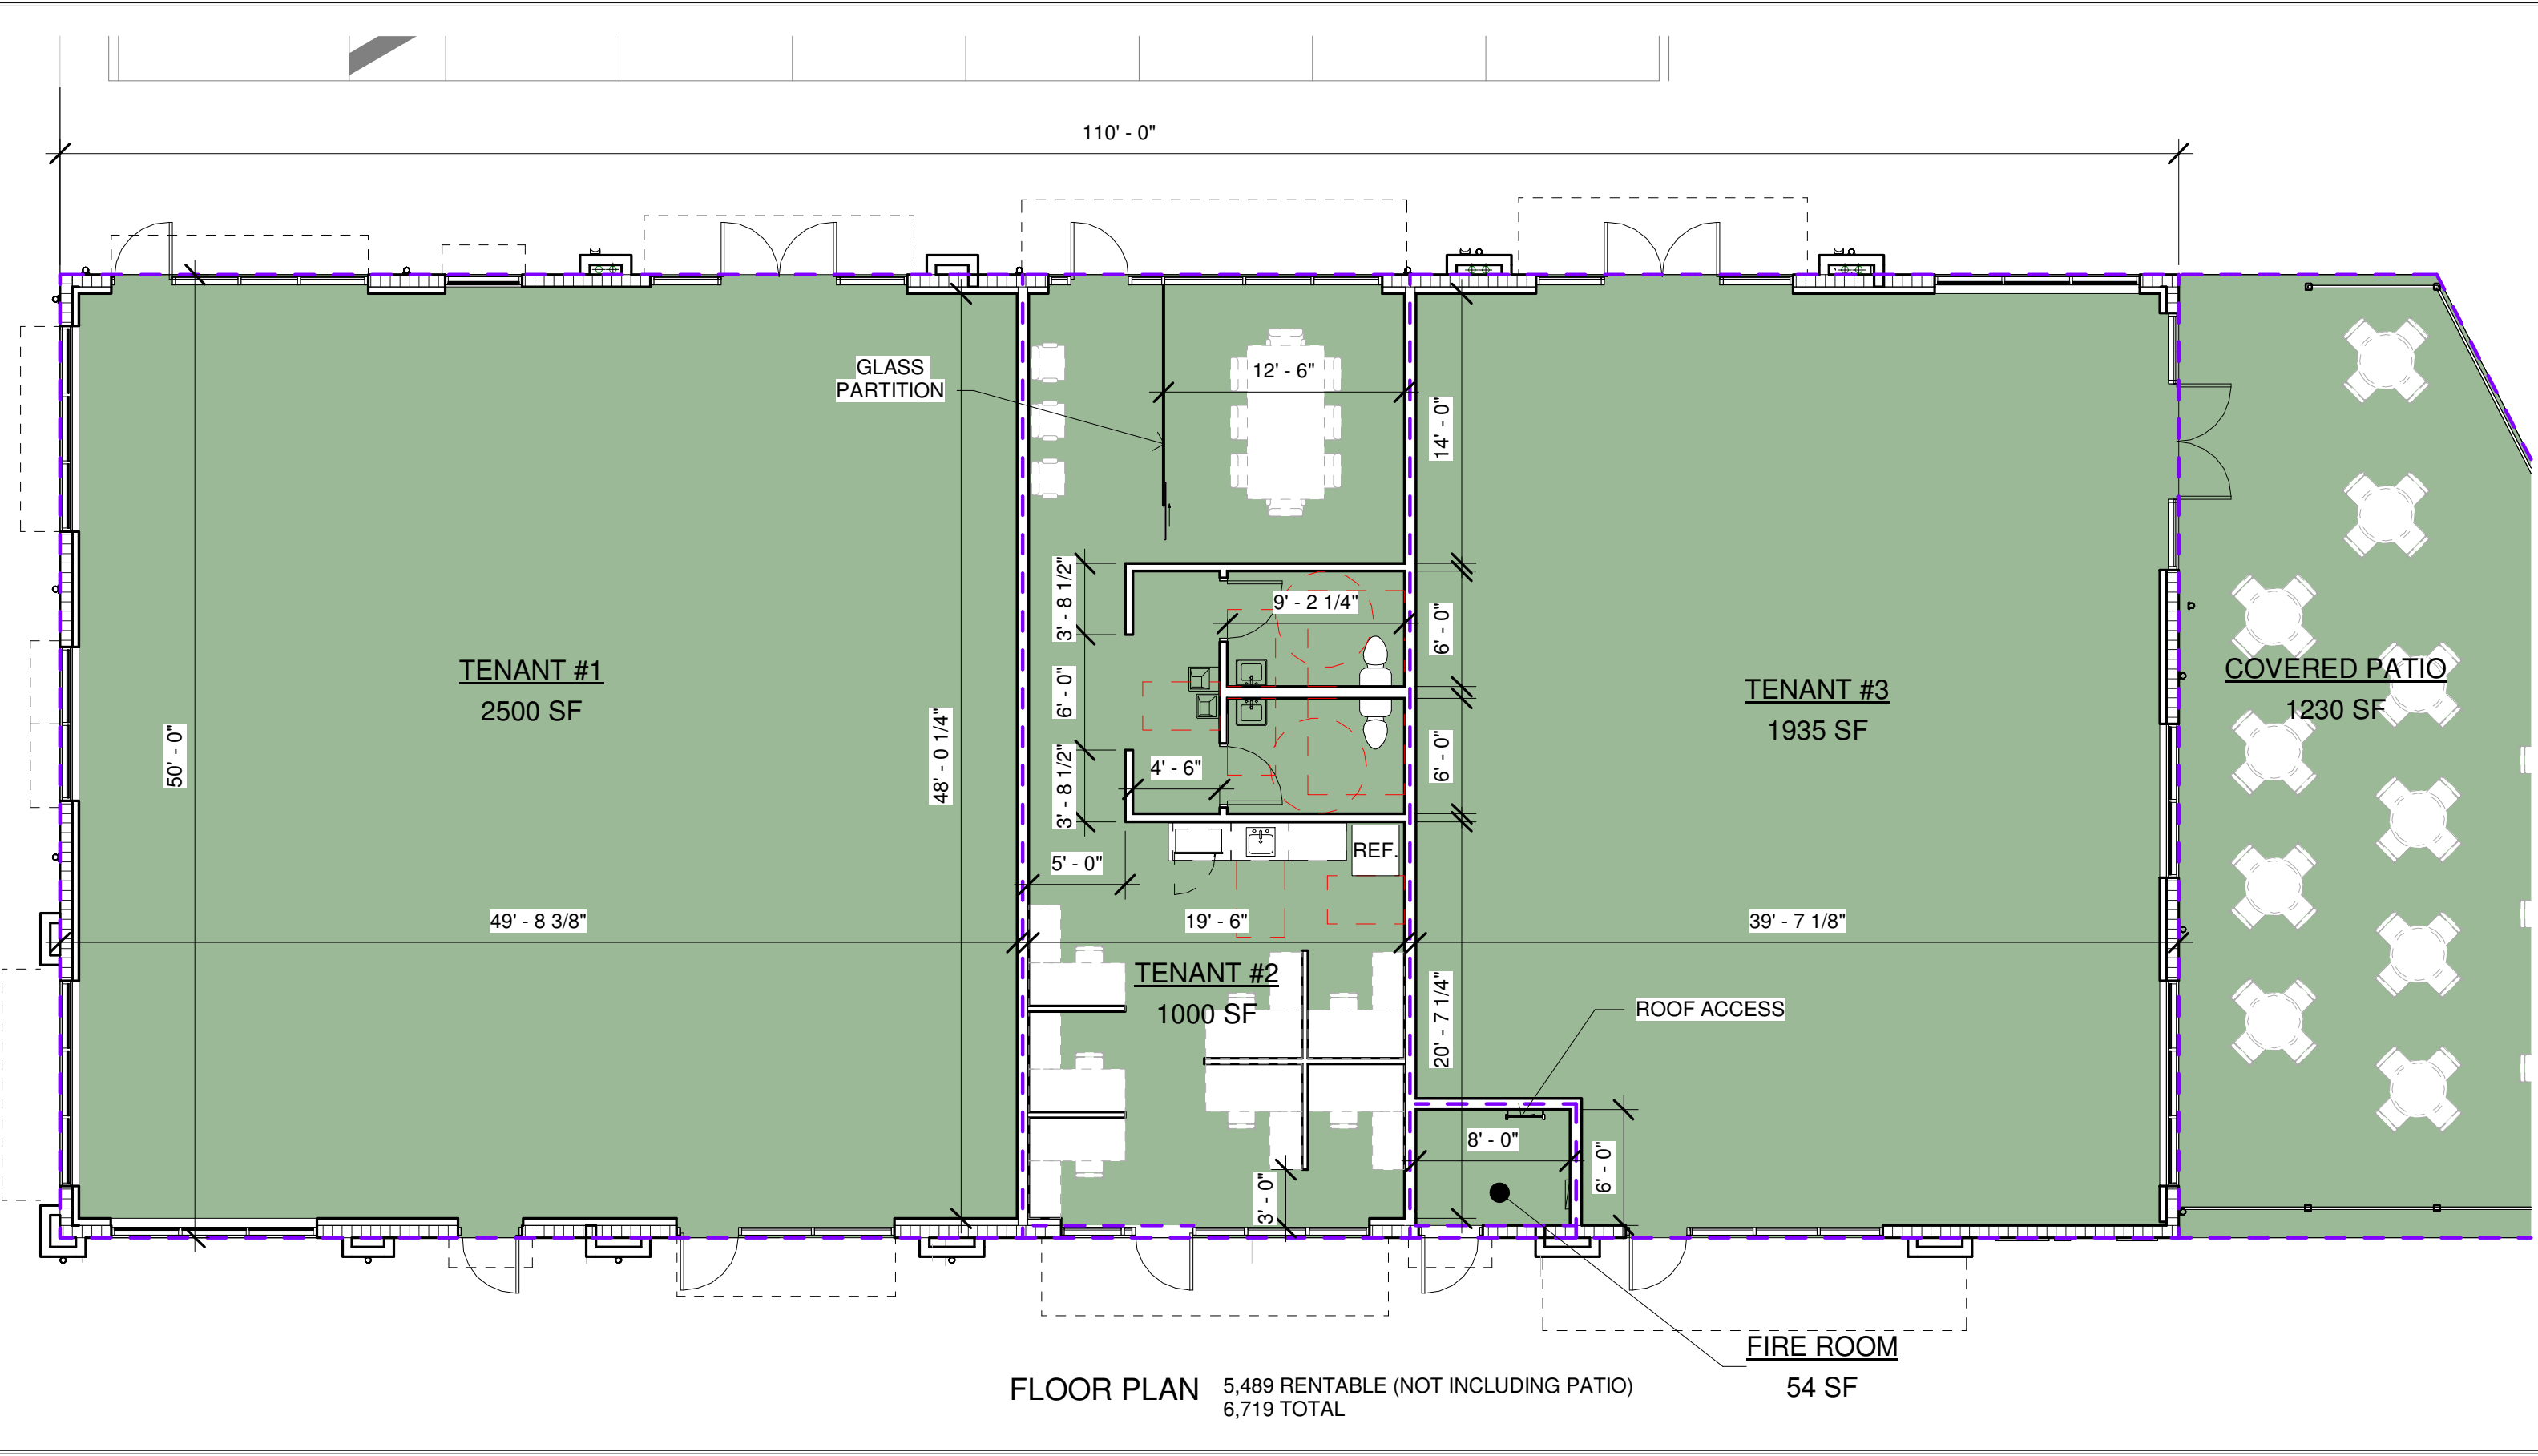 110' - 0"
GLASS
PARTITION
12' - 6"
14' - 0"
3' - 8 1/2"
9' - 2 1/4"
6' - 0"
TENANT #1
2500 SF
6' - 0"
TENANT #3
1935 SF
COVERED PATIO
1230 SF
50' - 0"
48' - 0 1/4"
3' - 8 1/2"
4' - 6"
6' - 0"
5' - 0"
REF.
49' - 8 3/8"
19' - 6"
39' - 7 1/8"
TENANT #2
1000 SF
20' - 7 1/4"
ROOF ACCESS
8' - 0"
6' - 0"
3' - 0"
FIRE ROOM
54 SF
FLOOR PLAN
5,489 RENTABLE (NOT INCLUDING PATIO)
6,719 TOTAL